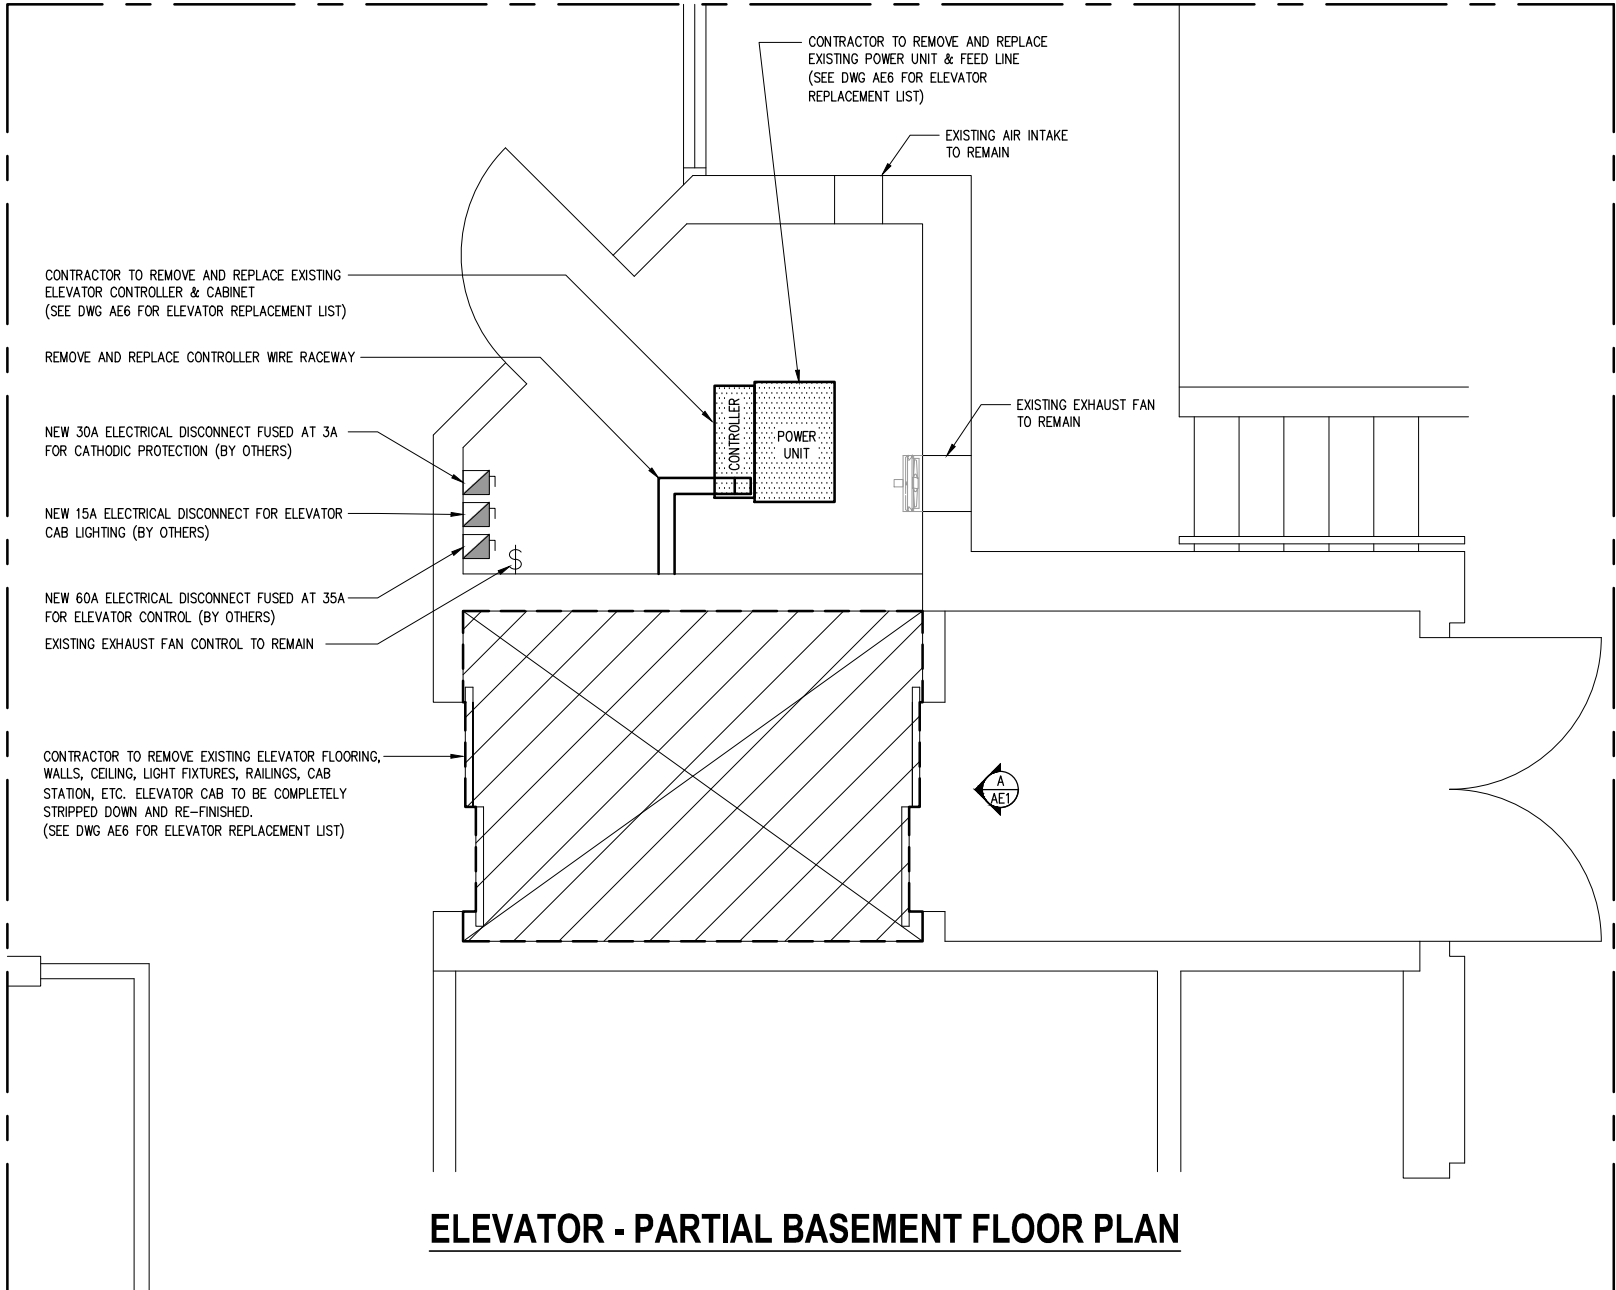 CONTRACTOR TO REMOVE AND REPLACE
EXISTING POWER UNIT & FEED LINE
(SEE DWG AE6 FOR ELEVATOR
REPLACEMENT LIST)
EXISTING AIR INTAKE
TO REMAIN
CONTRACTOR TO REMOVE AND REPLACE EXISTING
ELEVATOR CONTROLLER & CABINET
(SEE DWG AE6 FOR ELEVATOR REPLACEMENT LIST)
REMOVE AND REPLACE CONTROLLER WIRE RACEWAY
NEW 30A ELECTRICAL DISCONNECT FUSED AT 3A
FOR CATHODIC PROTECTION (BY OTHERS)
NEW 15A ELECTRICAL DISCONNECT FOR ELEVATOR
CAB LIGHTING (BY OTHERS)
NEW 60A ELECTRICAL DISCONNECT FUSED AT 35A
FOR ELEVATOR CONTROL (BY OTHERS)
EXISTING EXHAUST FAN CONTROL TO REMAIN
CONTROLLER
POWER
UNIT
$
EXISTING EXHAUST FAN
TO REMAIN
CONTRACTOR TO REMOVE EXISTING ELEVATOR FLOORING,
WALLS, CEILING, LIGHT FIXTURES, RAILINGS, CAB
STATION, ETC. ELEVATOR CAB TO BE COMPLETELY
STRIPPED DOWN AND RE-FINISHED.
(SEE DWG AE6 FOR ELEVATOR REPLACEMENT LIST)
A
AE1
ELEVATOR - PARTIAL BASEMENT FLOOR PLAN